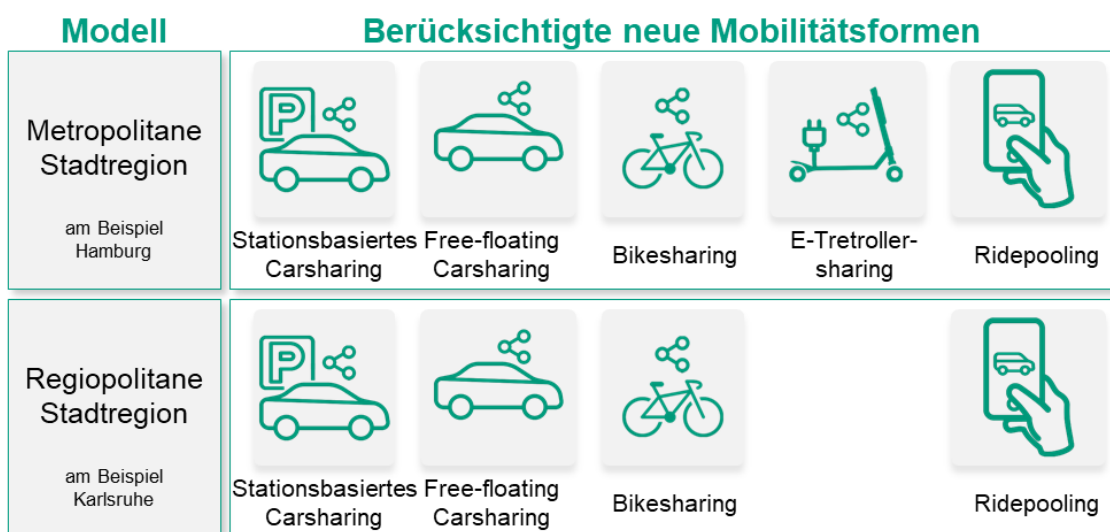 Modell
Berücksichtigte neue Mobilitätsformen
Metropolitane
Stadtregion
am Beispiel
Hamburg
P
Stationsbasiertes
Carsharing
Free-floating
Carsharing
Bikesharing
E-Tretroller-
sharing
Ridepooling
Regiopolitane
Stadtregion
am Beispiel
Karlsruhe
P
Stationsbasiertes
Carsharing
Free-floating
Carsharing
Bikesharing
Ridepooling